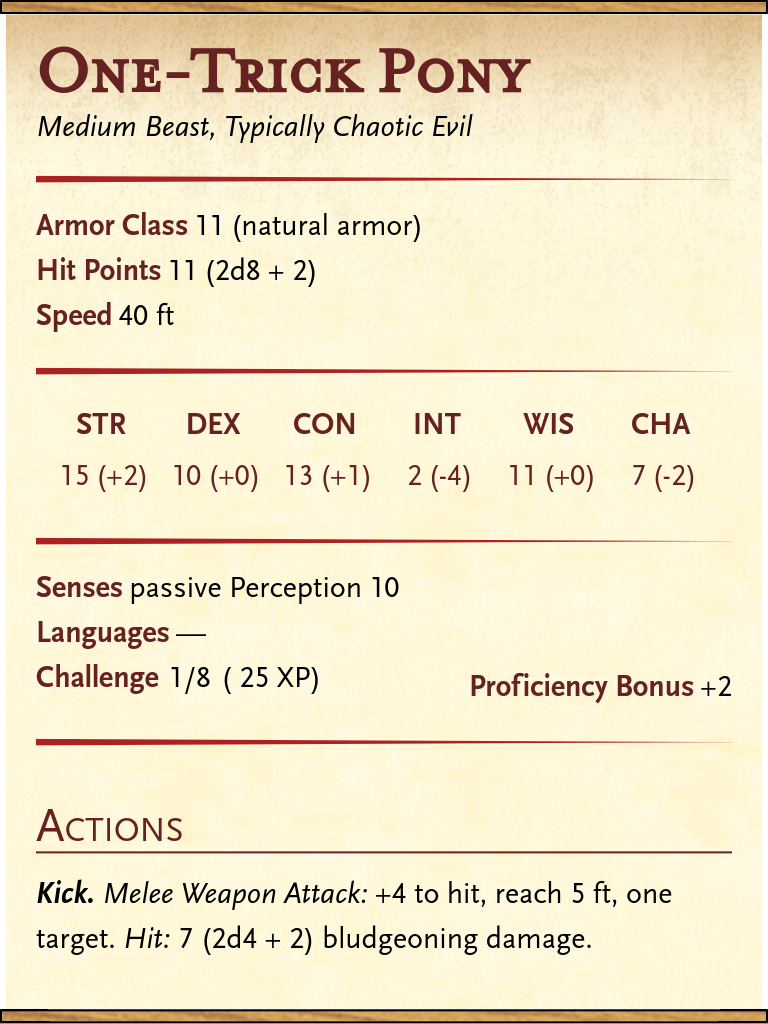 One-Trick Pony
Medium Beast, Typically Chaotic Evil
Armor Class 11 (natural armor)
Hit Points 11 (2d8 + 2)
Speed 40 ft
STR DEX CON INT WIS CHA
15 (+2) 10 (+0) 13 (+1) 2 (-4) 11 (+0) 7 (-2)
Senses passive Perception 10
Languages —
Challenge 1/8 ( 25 XP) Proficiency Bonus +2
Actions
Kick. Melee Weapon Attack: +4 to hit, reach 5 ft, one
target. Hit: 7 (2d4 + 2) bludgeoning damage.